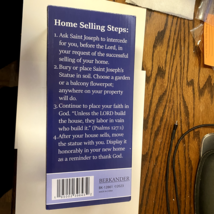 Home Selling Steps:
1. Ask Saint Joseph to intercede
for you, before the Lord, in
your request of the successful
selling of your home.
2. Bury or place Saint Joseph's
Statue in soil. Choose a garden
or a balcony flowerpot;
anywhere on your property
will do.
3. Continue to place your faith in
God. "Unless the LORD build
the house, they labor in vain
who build it." (Psalms 127:1)
4. After your house sells, move
the statue with you. Display it
honorably in your new home
as a reminder to thank God.